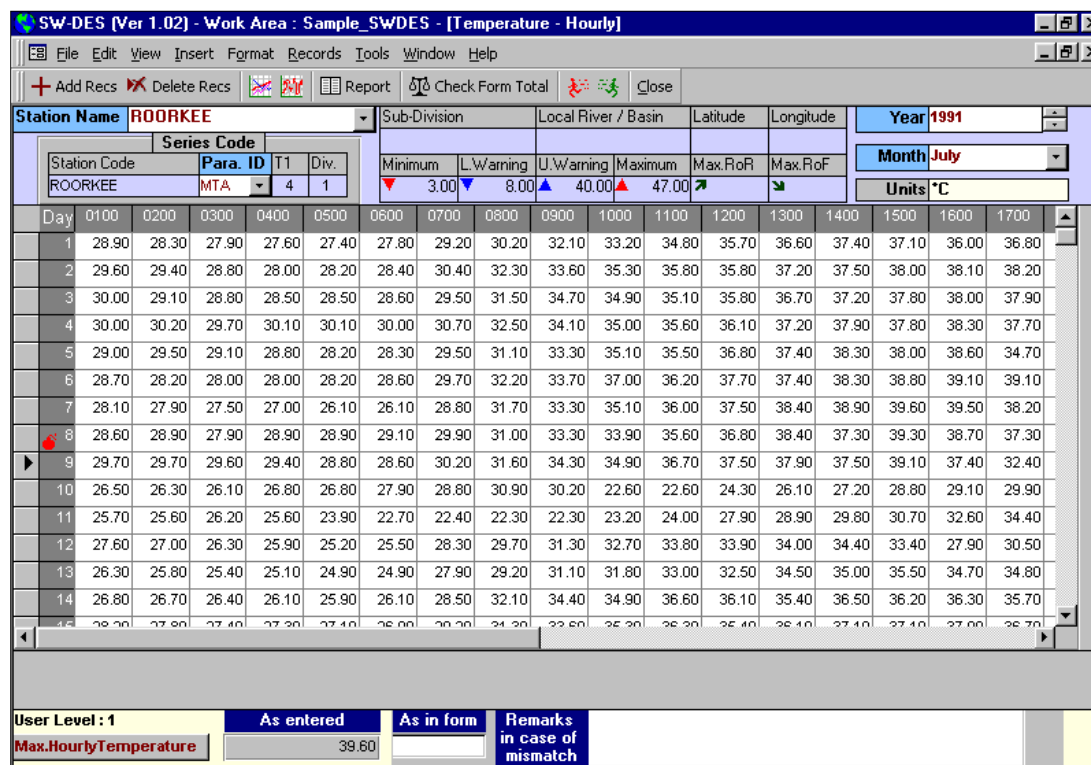 SW-DES (Ver 1.02) - Work Area : Sample_SWDES - [Temperature - Hourly]
File Edit View Insert Format Records Tools Window Help
Add Recs Delete Recs Report Check Form Total Close
Station Name ROORKEE Sub-Division Local River / Basin Latitude Longitude Year 1991
Series Code
Station Code Para. ID T1 Div. Minimum L.Warning U.Warning Maximum Max.RoR Max.RoF Month July
ROORKEE MTA 4 1 3.00 8.00 40.00 47.00 Units °C
Day 0100 0200 0300 0400 0500 0600 0700 0800 0900 1000 1100 1200 1300 1400 1500 1600 1700
1 28.90 28.30 27.90 27.60 27.40 27.80 29.20 30.20 32.10 33.20 34.80 35.70 36.60 37.40 37.10 36.00 36.80
2 29.60 29.40 28.80 28.00 28.20 28.40 30.40 32.30 33.60 35.30 35.80 35.80 37.20 37.50 38.00 38.10 38.20
3 30.00 29.10 28.80 28.50 28.50 28.60 29.50 31.50 34.70 34.90 35.10 35.80 36.70 37.20 37.80 38.00 37.90
4 30.00 30.20 29.70 30.10 30.10 30.00 30.70 32.50 34.10 35.00 35.60 36.10 37.20 37.90 37.80 38.30 37.70
5 29.00 29.50 29.10 28.80 28.20 28.30 29.50 31.10 33.30 35.10 35.50 36.80 37.40 38.30 38.00 38.60 34.70
6 28.70 28.20 28.00 28.00 28.20 28.60 29.70 32.20 33.70 37.00 36.20 37.70 37.40 38.30 38.80 39.10 39.10
7 28.10 27.90 27.50 27.00 26.10 26.10 28.80 31.70 33.30 35.10 36.00 37.50 38.40 38.90 39.60 39.50 38.20
8 28.60 28.90 27.90 28.90 28.90 29.10 29.90 31.00 33.30 33.90 35.60 36.80 38.40 37.30 39.30 38.70 37.30
9 29.70 29.70 29.60 29.40 28.80 28.60 30.20 31.60 34.30 34.90 36.70 37.50 37.90 37.50 39.10 37.40 32.40
10 26.50 26.30 26.10 26.80 26.80 27.90 28.80 30.90 30.20 22.60 22.60 24.30 26.10 27.20 28.80 29.10 29.90
11 25.70 25.60 26.20 25.60 23.90 22.70 22.40 22.30 22.30 23.20 24.00 27.90 28.90 29.80 30.70 32.60 34.40
12 27.60 27.00 26.30 25.90 25.20 25.50 28.30 29.70 31.30 32.70 33.80 33.90 34.00 34.40 33.40 27.90 30.50
13 26.30 25.80 25.40 25.10 24.90 24.90 27.90 29.20 31.10 31.80 33.00 32.50 34.50 35.00 35.50 34.70 34.80
14 26.80 26.70 26.40 26.10 25.90 26.10 28.50 32.10 34.40 34.90 36.60 36.10 35.40 36.50 36.20 36.30 35.70
User Level : 1 As entered As in form Remarks in case of mismatch
Max.HourlyTemperature 39.60